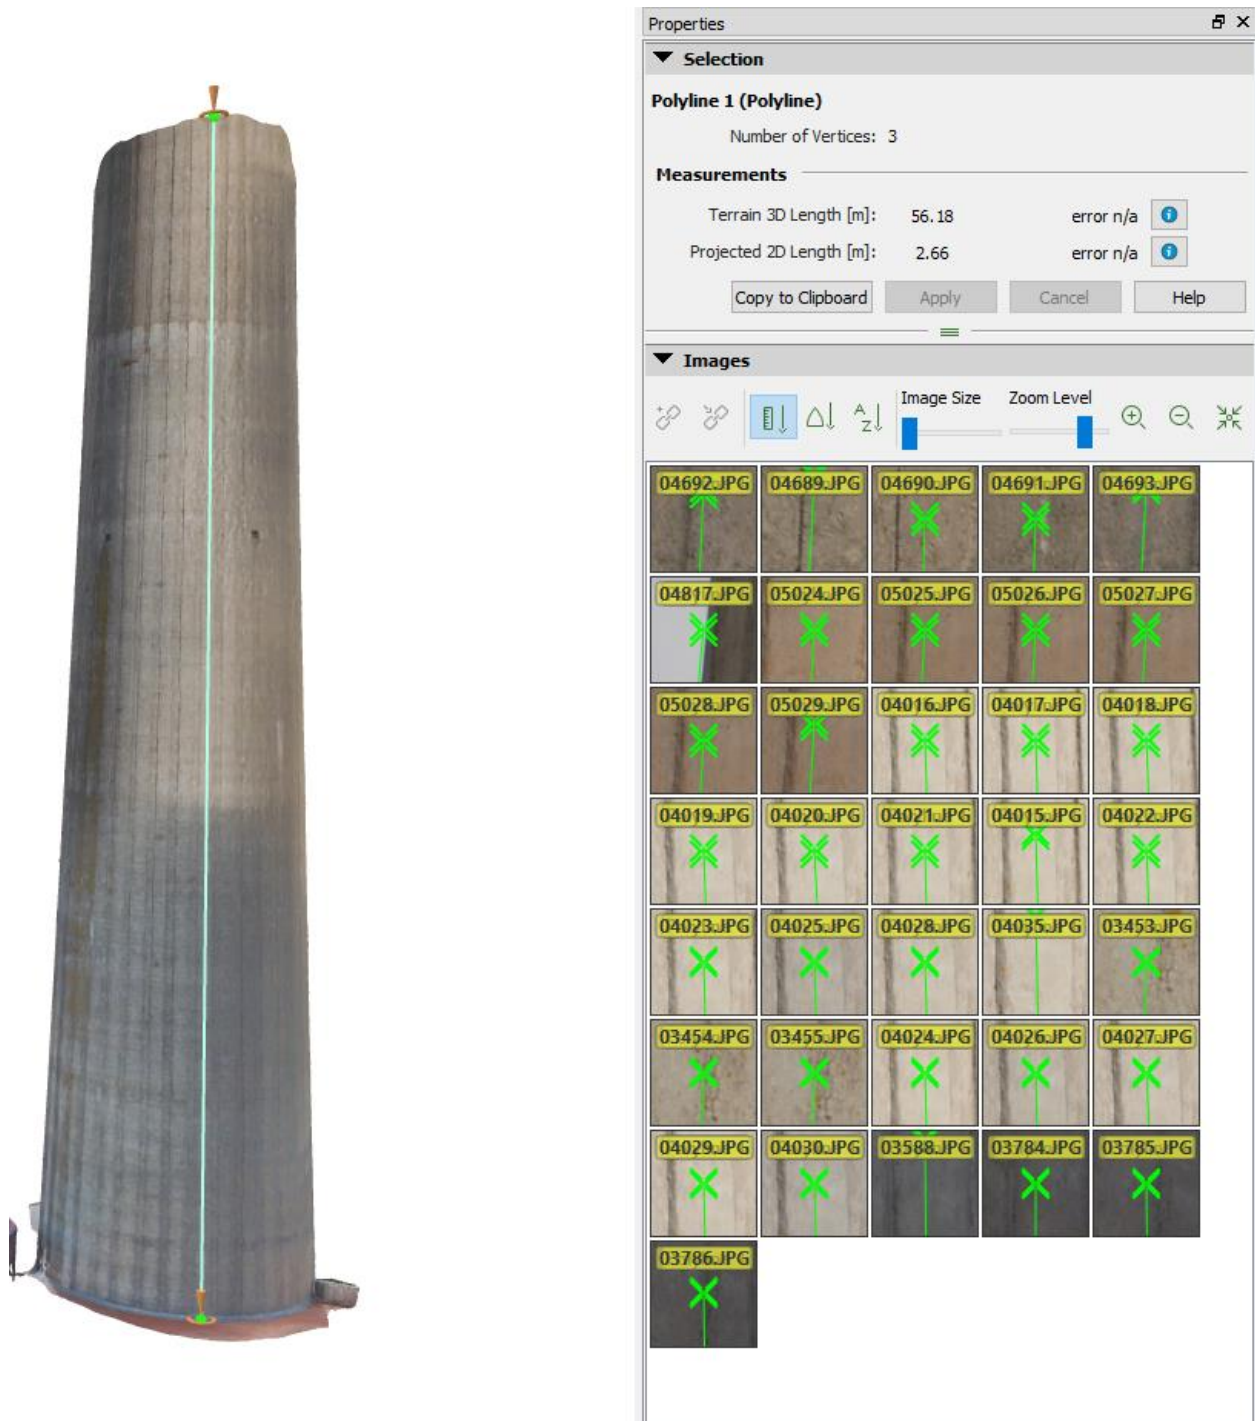 Properties
Selection
Polyline 1 (Polyline)
Number of Vertices: 3
Measurements
Terrain 3D Length [m]: 56.18 error n/a
Projected 2D Length [m]: 2.66 error n/a
Copy to Clipboard Apply Cancel Help
Images
A Z Image Size Zoom Level
04692.JPG 04689.JPG 04690.JPG 04691.JPG 04693.JPG
04817.JPG 05024.JPG 05025.JPG 05026.JPG 05027.JPG
05028.JPG 05029.JPG 04016.JPG 04017.JPG 04018.JPG
04019.JPG 04020.JPG 04021.JPG 04015.JPG 04022.JPG
04023.JPG 04025.JPG 04028.JPG 04035.JPG 03453.JPG
03454.JPG 03455.JPG 04024.JPG 04026.JPG 04027.JPG
04029.JPG 04030.JPG 03588.JPG 03784.JPG 03785.JPG
03786.JPG